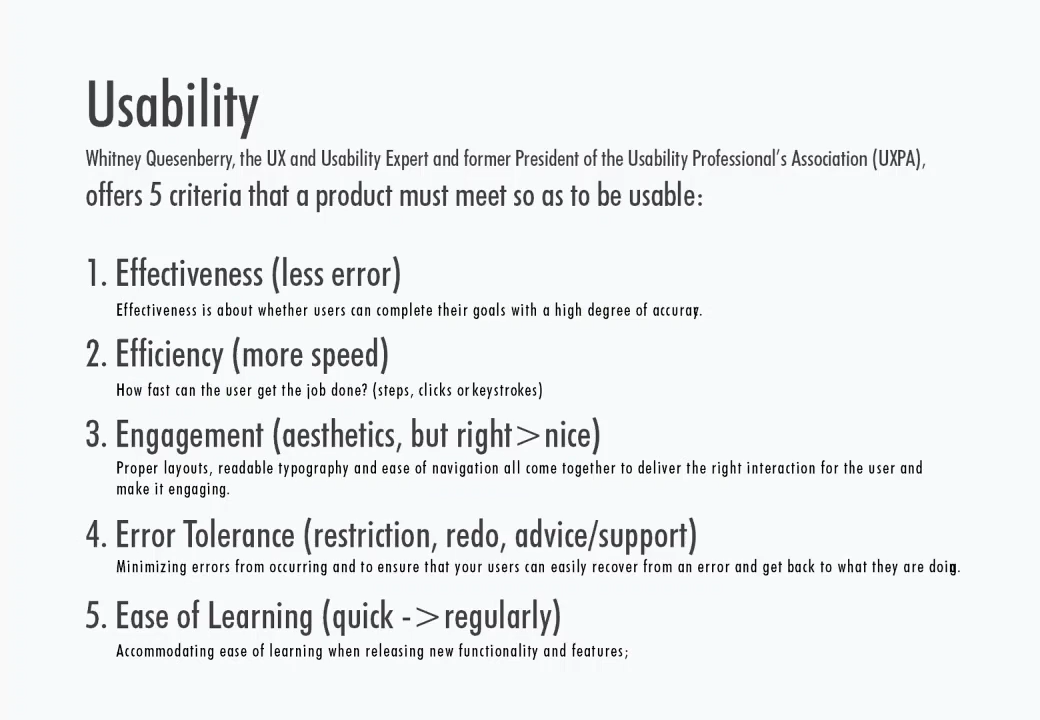 Usability
Whitney Quesenberry, the UX and Usability Expert and former President of the Usability Professional's Association (UXPA),
offers 5 criteria that a product must meet so as to be usable:
1. Effectiveness (less error)
Effectiveness is about whether users can complete their goals with a high degree of accuray.
2. Efficiency (more speed)
How fast can the user get the job done? (steps, clicks or keystrokes)
3. Engagement (aesthetics, but right > nice)
Proper layouts, readable typography and ease of navigation all come together to deliver the right interaction for the user and
make it engaging.
4. Error Tolerance (restriction, redo, advice/support)
Minimizing errors from occurring and to ensure that your users can easily recover from an error and get back to what they are doing.
5. Ease of Learning (quick -> regularly)
Accommodating ease of learning when releasing new functionality and features;